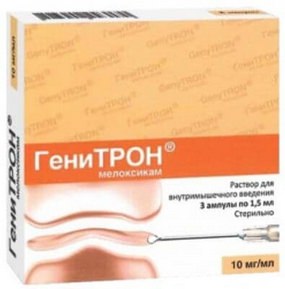 ГениТРОН®
мелоксикам
Раствор для
внутримышечного введения
3 ампулы по 1,5 мл
Стерильно
10 мг/мл